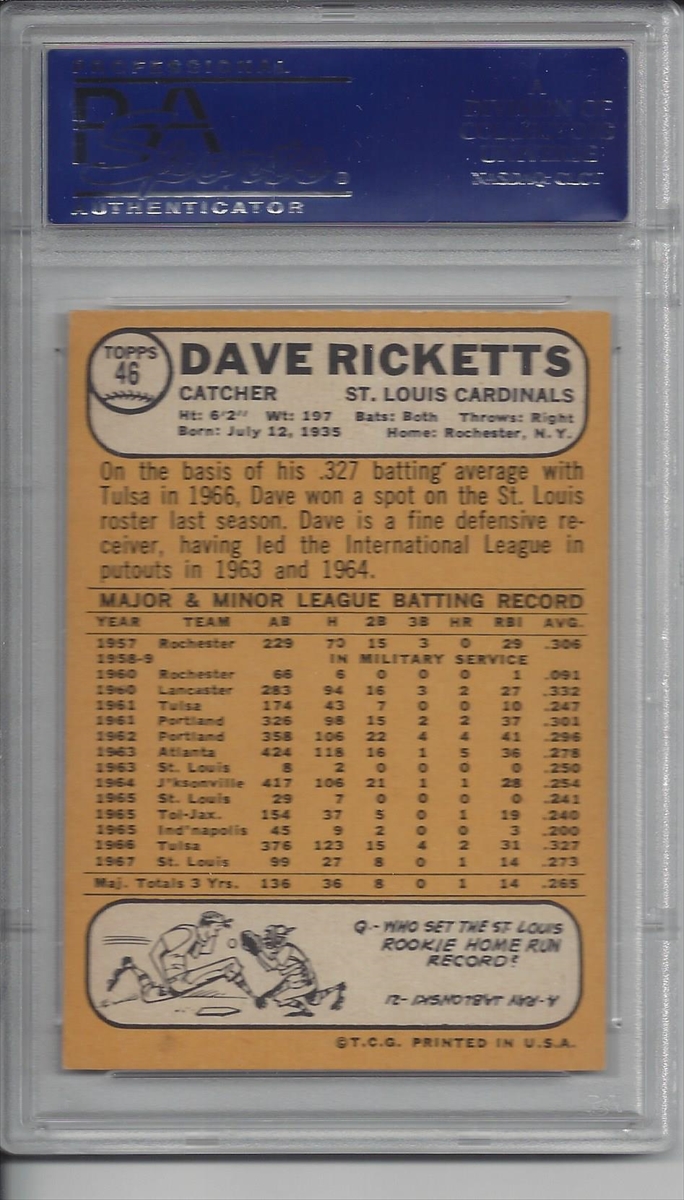 PROFESSIONAL
PSA
Sports
AUTHENTICATOR
A
DIVISION OF
COLLECTORS
UNIVERSE
NASDAQ: CLCT
TOPPS
46
DAVE RICKETTS
CATCHER ST. LOUIS CARDINALS
Ht: 6'2" Wt: 197 Bats: Both Throws: Right
Born: July 12, 1935 Home: Rochester, N.Y.
On the basis of his .327 batting average with
Tulsa in 1966, Dave won a spot on the St. Louis
roster last season. Dave is a fine defensive re-
ceiver, having led the International League in
putouts in 1963 and 1964.
MAJOR & MINOR LEAGUE BATTING RECORD
YEAR TEAM AB H 2B 3B HR RBI AVG.
1957 Rochester 229 70 15 3 0 29 .306
1958-9 IN MILITARY SERVICE
1960 Rochester 66 6 0 0 0 1 .091
1960 Lancaster 283 94 16 3 2 27 .332
1961 Tulsa 174 43 7 0 0 10 .247
1961 Portland 326 98 15 2 2 37 .301
1962 Portland 358 106 22 4 4 41 .296
1963 Atlanta 424 118 16 1 5 36 .278
1963 St. Louis 8 2 0 0 0 0 .250
1964 J'ksonville 417 106 21 1 1 28 .254
1965 St. Louis 29 7 0 0 0 0 .241
1965 Tol-Jax. 154 37 5 0 1 19 .240
1965 Ind'napolis 45 9 2 0 0 3 .200
1966 Tulsa 376 123 15 4 2 31 .327
1967 St. Louis 99 27 8 0 1 14 .273
Maj. Totals 3 Yrs. 136 36 8 0 1 14 .265
Q-WHO SET THE ST. LOUIS
ROOKIE HOME RUN
RECORD?
A-RAY JABLONSKI-21
©T.C.G. PRINTED IN U.S.A.